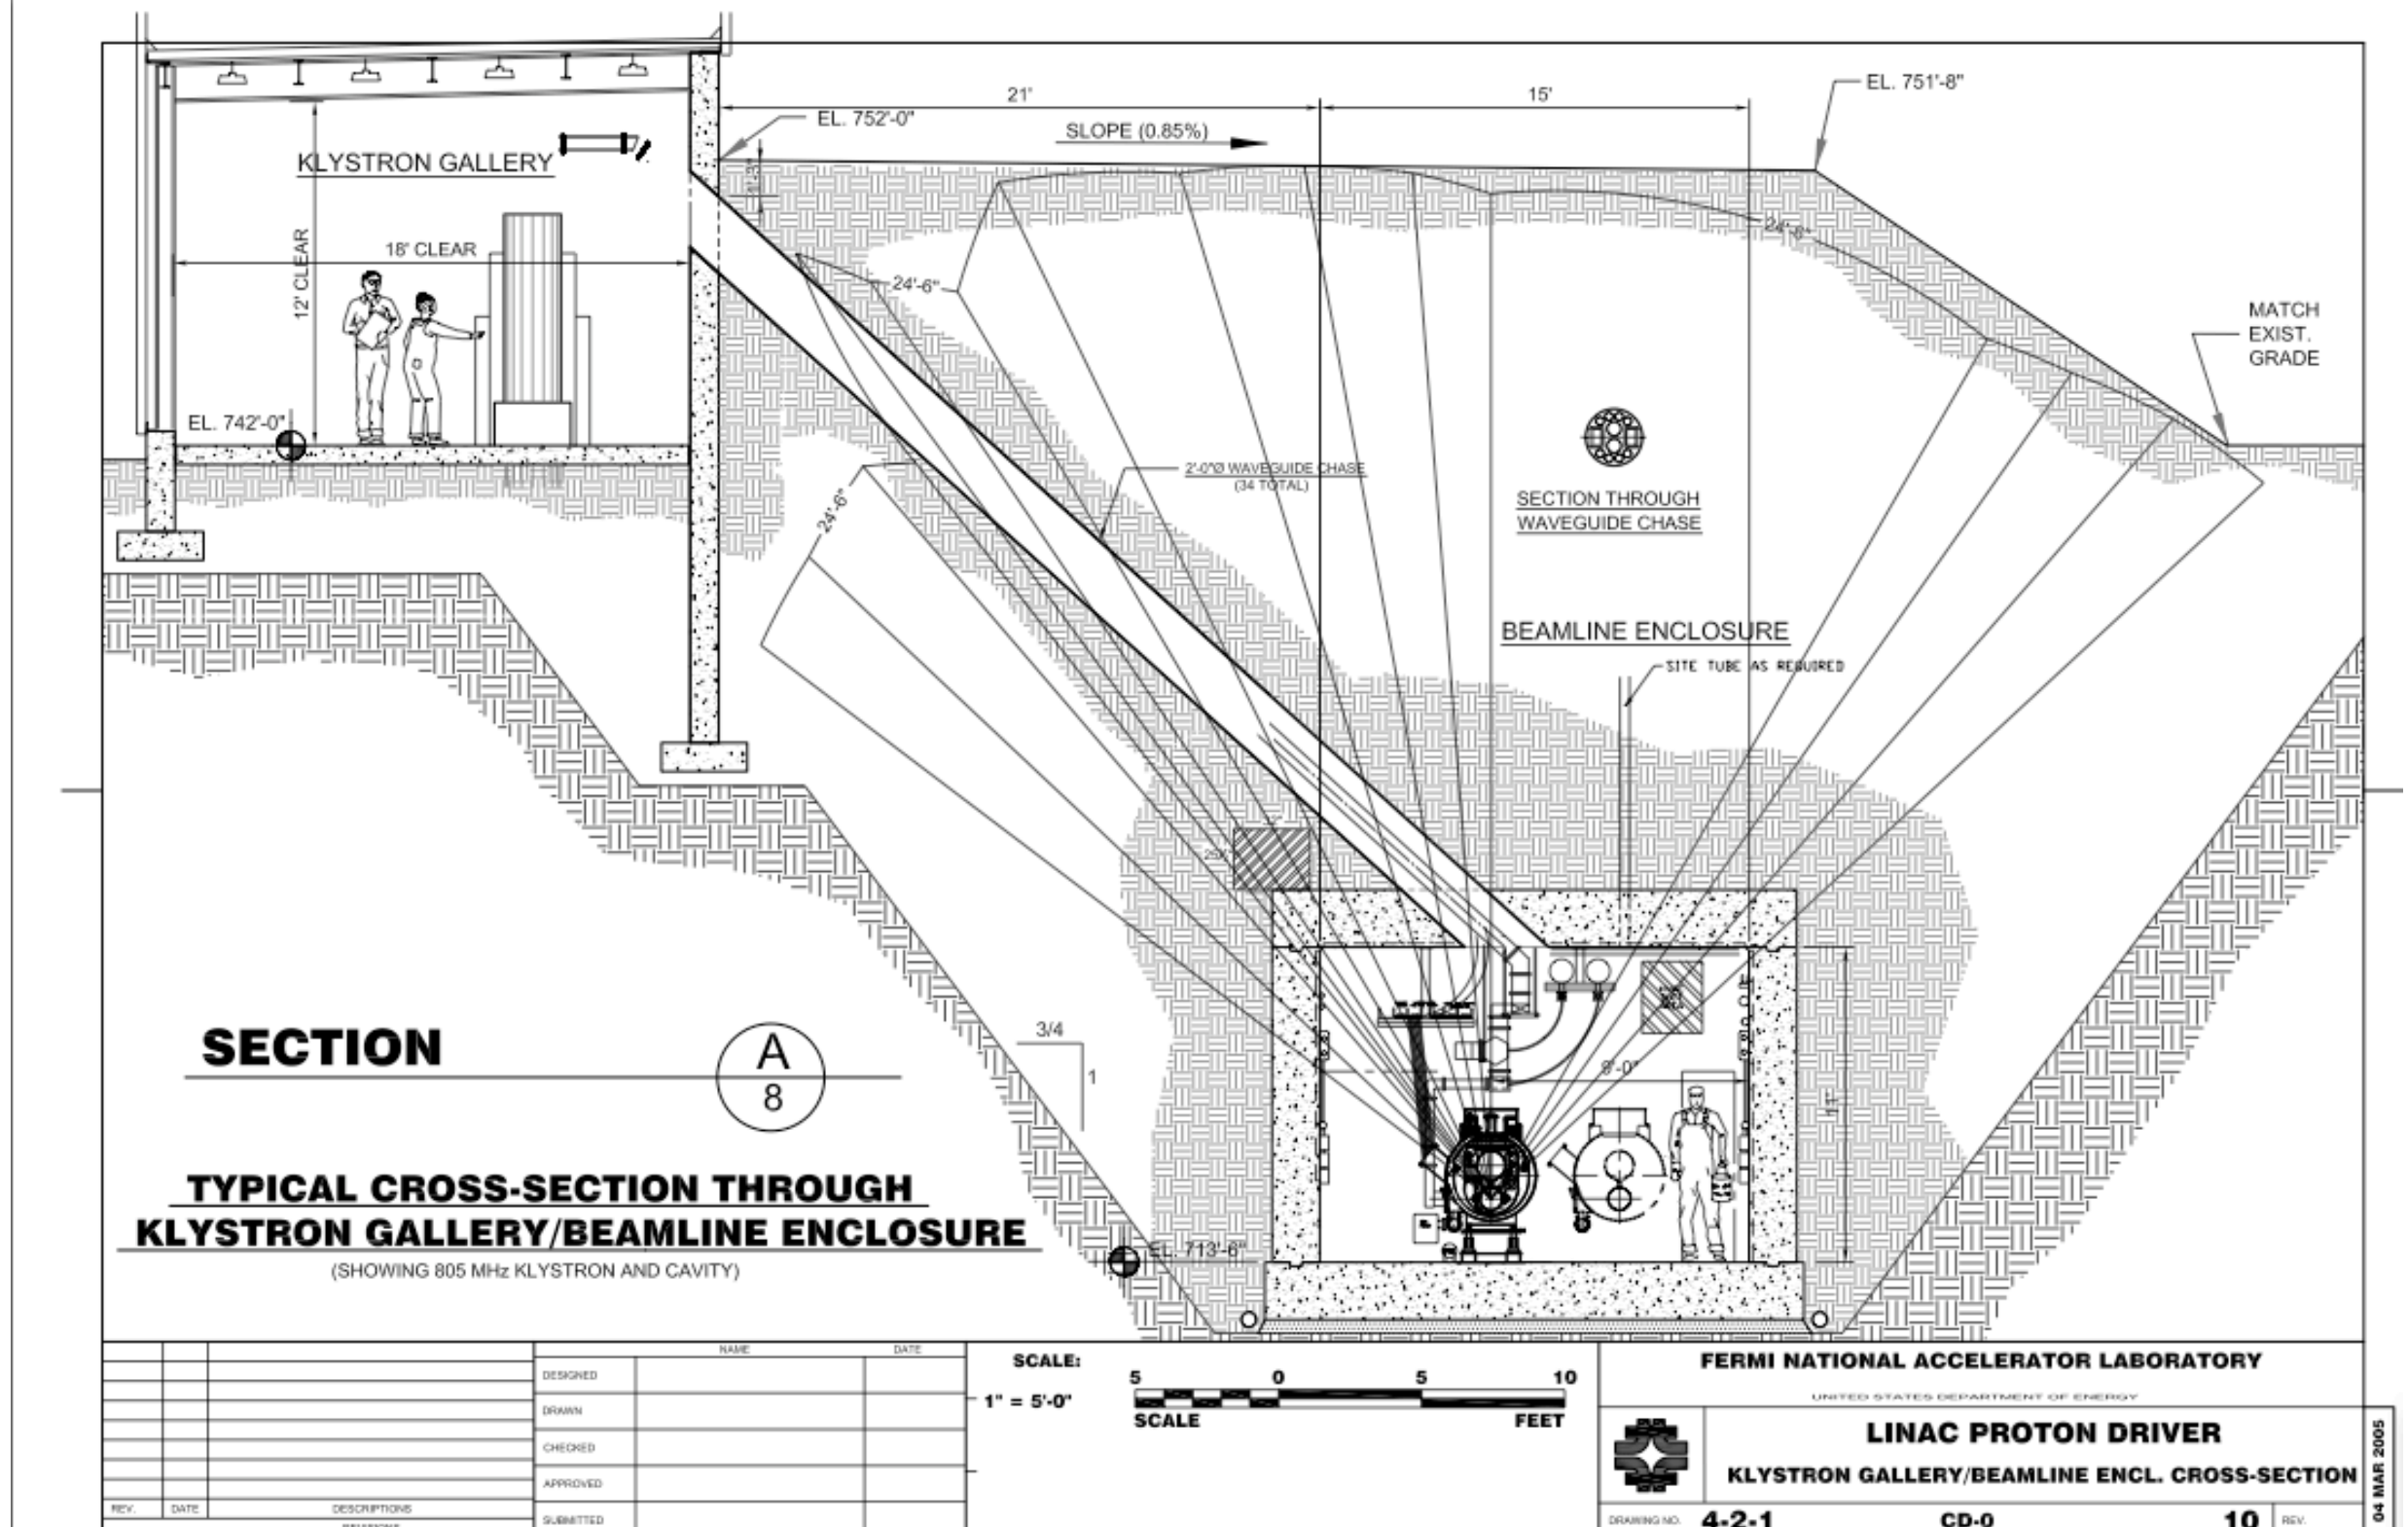 21'
15'
EL. 751'-8"
EL. 752'-0"
SLOPE (0.85%)
KLYSTRON GALLERY
1'-3"
24'-6"
18' CLEAR
12' CLEAR
24'-6"
MATCH
EXIST.
GRADE
EL. 742'-0"
2'-0"Ø WAVEGUIDE CHASE
(34 TOTAL)
24'-6"
SECTION THROUGH
WAVEGUIDE CHASE
BEAMLINE ENCLOSURE
SITE TUBE AS REQUIRED
SECTION
A
8
3/4
1
9'-0"
11'
TYPICAL CROSS-SECTION THROUGH
KLYSTRON GALLERY/BEAMLINE ENCLOSURE
(SHOWING 805 MHz KLYSTRON AND CAVITY)
EL. 713'-6"
NAME
DATE
DESIGNED
DRAWN
CHECKED
APPROVED
SUBMITTED
REV.
DATE
DESCRIPTIONS
SCALE:
1" = 5'-0"
5 0 5 10
SCALE FEET
FERMI NATIONAL ACCELERATOR LABORATORY
UNITED STATES DEPARTMENT OF ENERGY
LINAC PROTON DRIVER
KLYSTRON GALLERY/BEAMLINE ENCL. CROSS-SECTION
DRAWING NO. 4-2-1 CD-0 10 REV.
04 MAR 2005